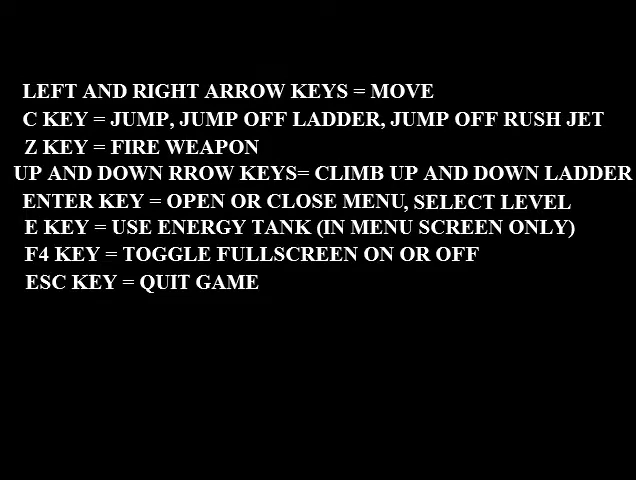 LEFT AND RIGHT ARROW KEYS = MOVE
C KEY = JUMP, JUMP OFF LADDER, JUMP OFF RUSH JET
Z KEY = FIRE WEAPON
UP AND DOWN RROW KEYS= CLIMB UP AND DOWN LADDER
ENTER KEY = OPEN OR CLOSE MENU, SELECT LEVEL
E KEY = USE ENERGY TANK (IN MENU SCREEN ONLY)
F4 KEY = TOGGLE FULLSCREEN ON OR OFF
ESC KEY = QUIT GAME